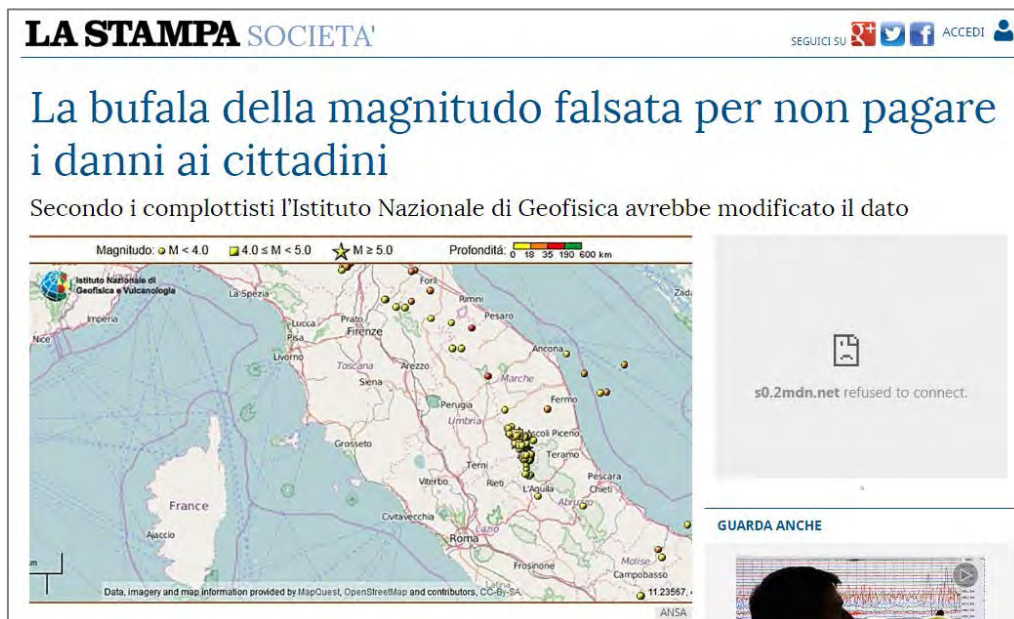 LA STAMPA SOCIETA'
SEGUICI SU
ACCEDI
La bufala della magnitudo falsata per non pagare
i danni ai cittadini
Secondo i complottisti l'Istituto Nazionale di Geofisica avrebbe modificato il dato
Magnitudo: M < 4.0 4.0 ≤ M < 5.0 M ≥ 5.0 Profondità: 0 18 35 190 600 km
Istituto Nazionale di
Geofisica e Vulcanologia
La Spezia
Forlì
Rimini
Imperia
Nice
Lucca
Prato
Pisa
Firenze
Pesaro
Livorno
Ancona
Toscana
Arezzo
Siena
Marche
Perugia
Fermo
Umbria
Grosseto
Ascoli Piceno
Terni
Teramo
Viterbo
Rieti
L'Aquila
Pescara
Chieti
Abruzzo
France
Civitavecchia
Lazio
Ajaccio
Roma
Frosinone
Molise
Campobasso
Latina
Data, imagery and map information provided by MapQuest, OpenStreetMap and contributors, CC-By-SA
11.23567,
ANSA
s0.2mdn.net refused to connect.
GUARDA ANCHE